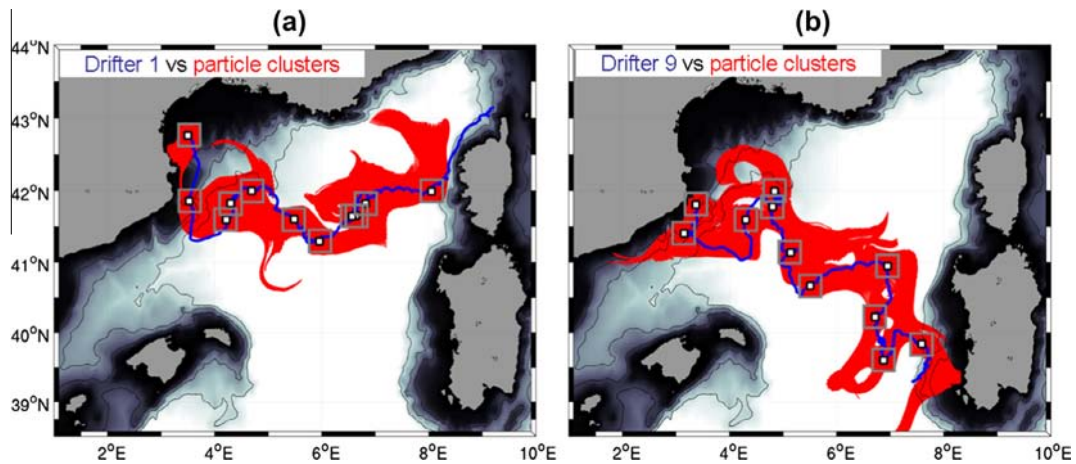 (a)
(b)
Drifter 1 vs particle clusters
Drifter 9 vs particle clusters
44°N
43°N
42°N
41°N
40°N
39°N
2°E 4°E 6°E 8°E 10°E
2°E 4°E 6°E 8°E 10°E